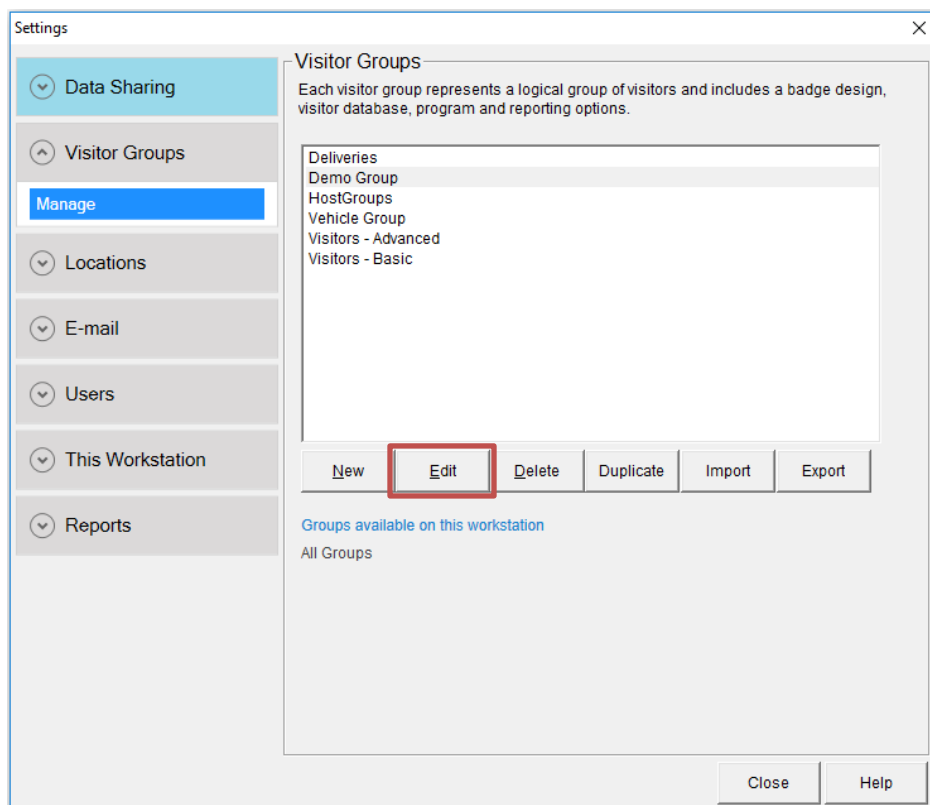 Settings
Data Sharing
Visitor Groups
Manage
Locations
E-mail
Users
This Workstation
Reports
Visitor Groups
Each visitor group represents a logical group of visitors and includes a badge design,
visitor database, program and reporting options.
Deliveries
Demo Group
HostGroups
Vehicle Group
Visitors - Advanced
Visitors - Basic
New Edit Delete Duplicate Import Export
Groups available on this workstation
All Groups
Close Help